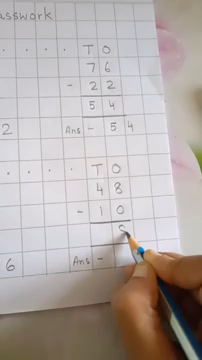 asswork
. . . . . T O
7 6
- 2 2
5 4
2 Ans - 5 4
. . . . . T O
4 8
- 1 0
6 Ans -